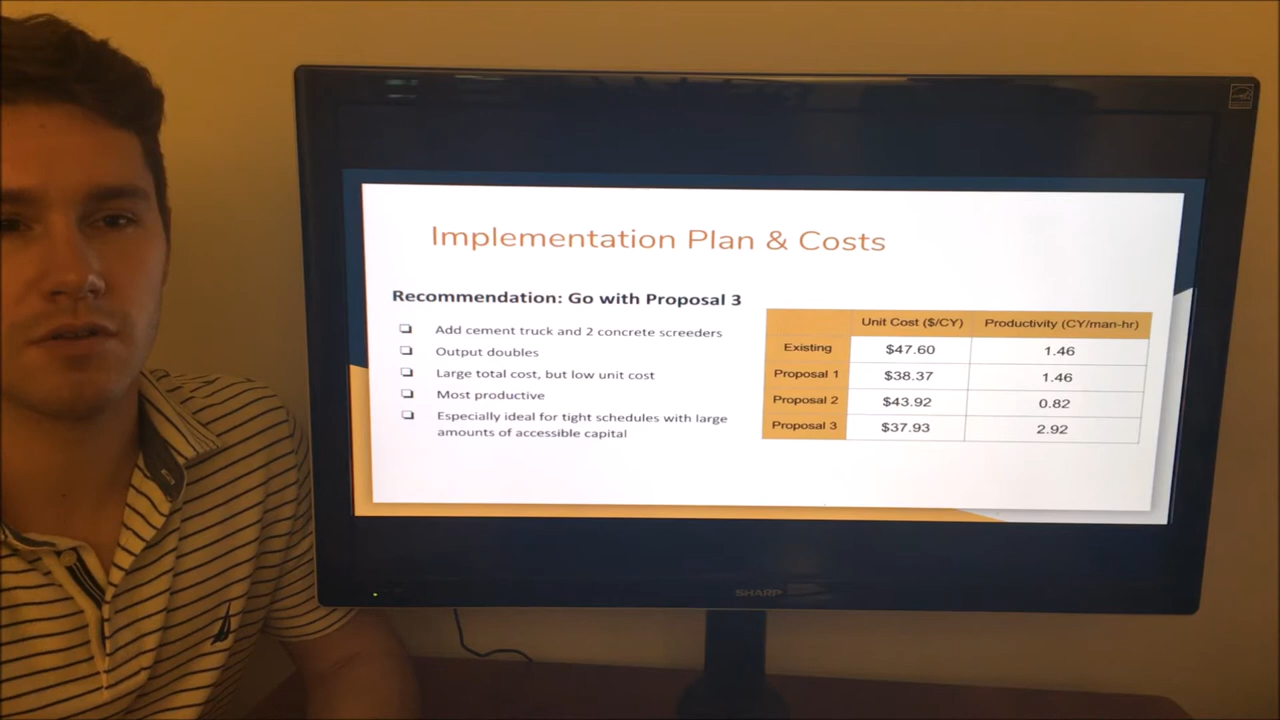 Implementation Plan & Costs
Recommendation: Go with Proposal 3
Add cement truck and 2 concrete screeders
Output doubles
Large total cost, but low unit cost
Most productive
Especially ideal for tight schedules with large
amounts of accessible capital
Unit Cost ($/CY) Productivity (CY/man-hr)
Existing $47.60 1.46
Proposal 1 $38.37 1.46
Proposal 2 $43.92 0.82
Proposal 3 $37.93 2.92
SHARP